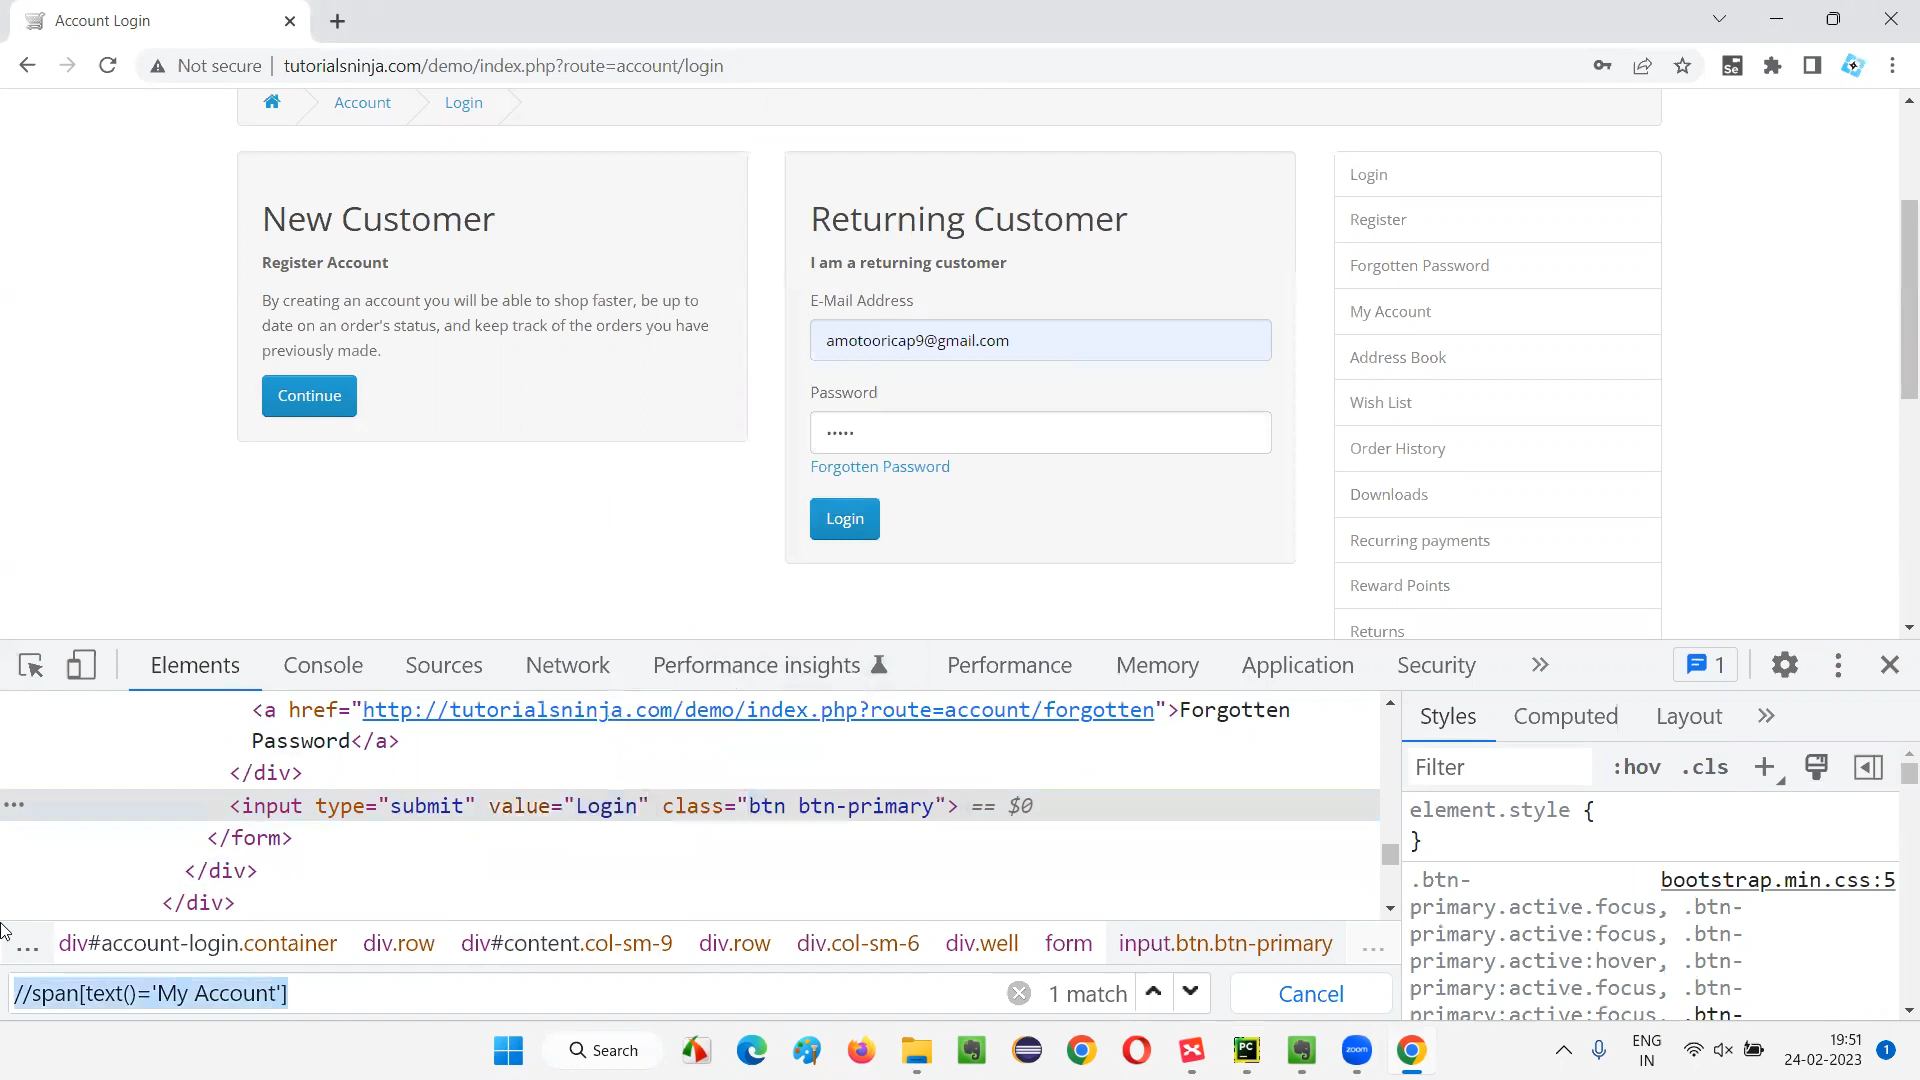 Account Login
Not secure
tutorialsninja.com/demo/index.php?route=account/login
Account
Login
New Customer
Register Account
By creating an account you will be able to shop faster, be up to
date on an order's status, and keep track of the orders you have
previously made.
Continue
Returning Customer
I am a returning customer
E-Mail Address
amotooricap9@gmail.com
Password
Forgotten Password
Login
Login
Register
Forgotten Password
My Account
Address Book
Wish List
Order History
Downloads
Recurring payments
Reward Points
Returns
Elements
Console
Sources
Network
Performance insights
Performance
Memory
Application
Security
1
<a href="http://tutorialsninja.com/demo/index.php?route=account/forgotten">Forgotten
Password</a>
</div>
<input type="submit" value="Login" class="btn btn-primary"> == $0
</form>
</div>
</div>
... div#account-login.container div.row div#content.col-sm-9 div.row div.col-sm-6 div.well form input.btn.btn-primary ...
//span[text()='My Account']
1 match
Cancel
Styles
Computed
Layout
Filter
:hov .cls
element.style {
}
.btn- bootstrap.min.css:5
primary.active.focus, .btn-
primary.active:focus, .btn-
primary.active:hover, .btn-
primary:active.focus, .btn-
primary:active:focus, .btn-
Search
Se
PC
zoom
ENG
IN
19:51
24-02-2023
1